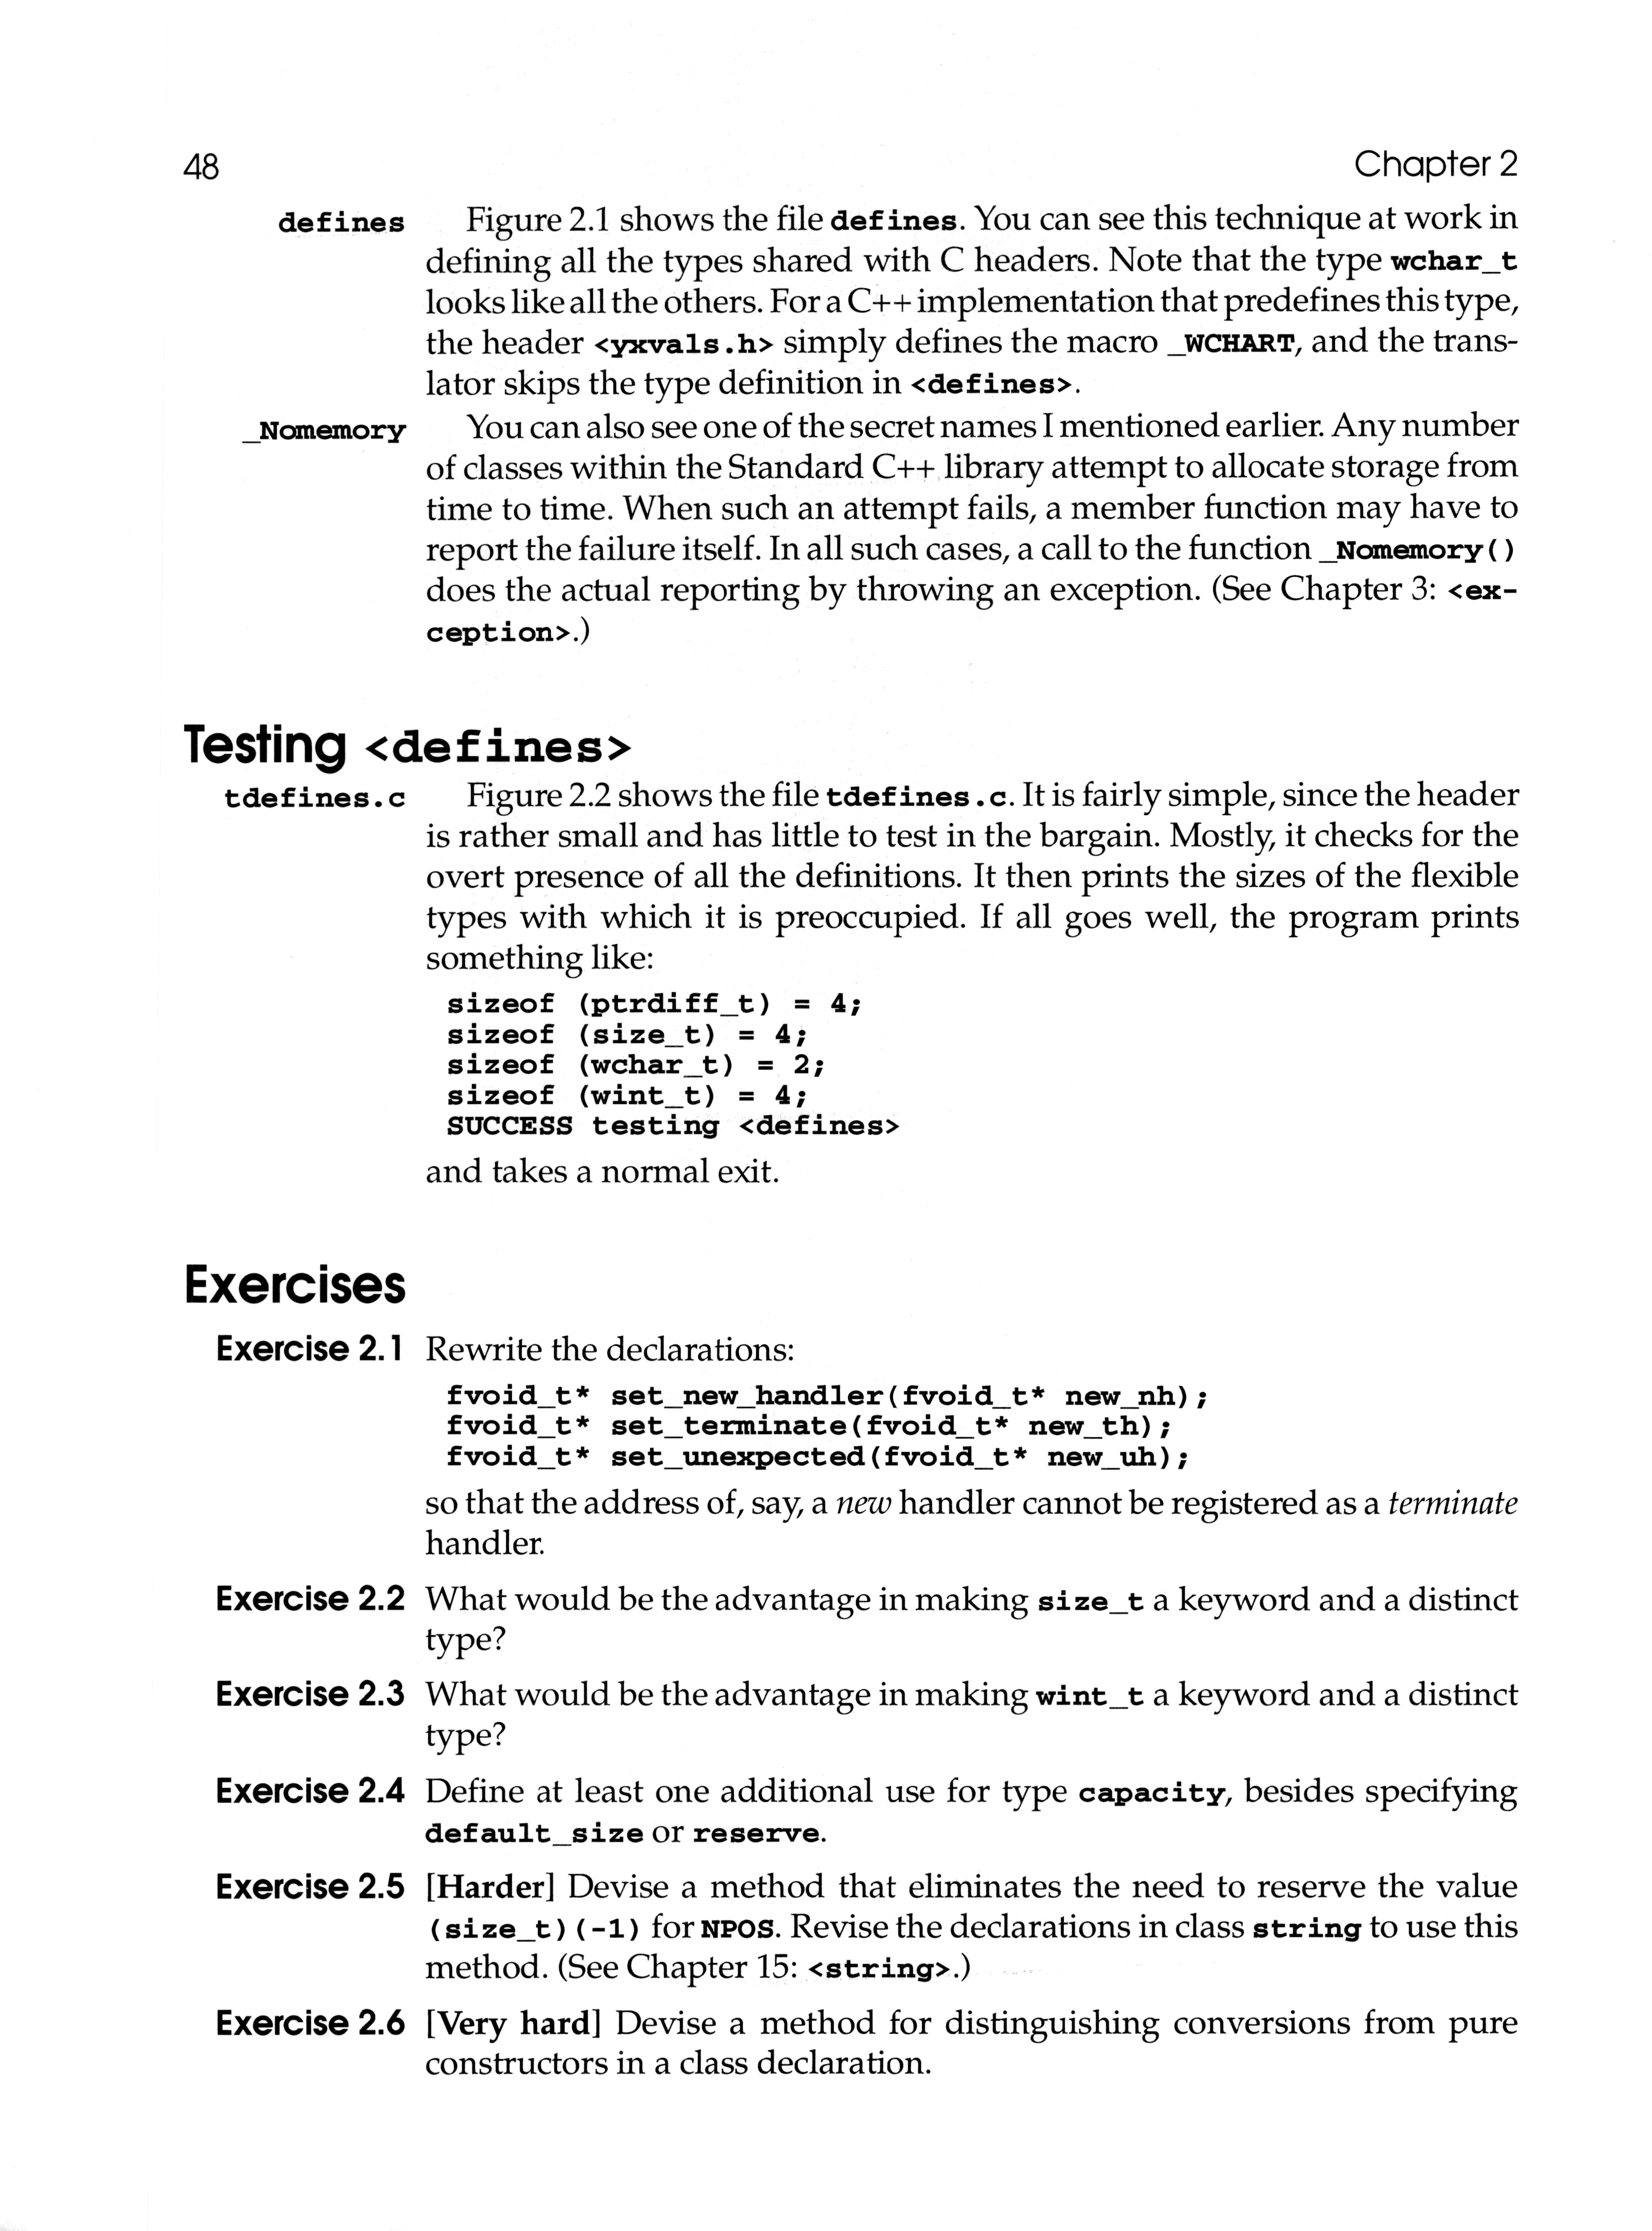 48
Chapter 2
defines
Figure 2.1 shows the file defines. You can see this technique at work in
defining all the types shared with C headers. Note that the type wchar_t
looks like all the others. For a C++ implementation that predefines this type,
the header <yxvals.h> simply defines the macro _WCHART, and the trans-
lator skips the type definition in <defines>.
_Nomemory
You can also see one of the secret names I mentioned earlier. Any number
of classes within the Standard C++ library attempt to allocate storage from
time to time. When such an attempt fails, a member function may have to
report the failure itself. In all such cases, a call to the function _Nomemory()
does the actual reporting by throwing an exception. (See Chapter 3: <ex-
ception>.)
Testing <defines>
tdefines.c
Figure 2.2 shows the file tdefines.c. It is fairly simple, since the header
is rather small and has little to test in the bargain. Mostly, it checks for the
overt presence of all the definitions. It then prints the sizes of the flexible
types with which it is preoccupied. If all goes well, the program prints
something like:
sizeof (ptrdiff_t) = 4;
sizeof (size_t) = 4;
sizeof (wchar_t) = 2;
sizeof (wint_t) = 4;
SUCCESS testing <defines>
and takes a normal exit.
Exercises
Exercise 2.1 Rewrite the declarations:
fvoid_t* set_new_handler(fvoid_t* new_nh);
fvoid_t* set_terminate(fvoid_t* new_th);
fvoid_t* set_unexpected(fvoid_t* new_uh);
so that the address of, say, a new handler cannot be registered as a terminate
handler.
Exercise 2.2 What would be the advantage in making size_t a keyword and a distinct
type?
Exercise 2.3 What would be the advantage in making wint_t a keyword and a distinct
type?
Exercise 2.4 Define at least one additional use for type capacity, besides specifying
default_size or reserve.
Exercise 2.5 [Harder] Devise a method that eliminates the need to reserve the value
(size_t)(-1) for NPOS. Revise the declarations in class string to use this
method. (See Chapter 15: <string>.)
Exercise 2.6 [Very hard] Devise a method for distinguishing conversions from pure
constructors in a class declaration.